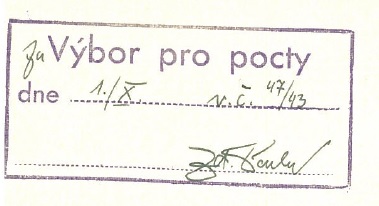 za Výbor pro pocty
dne 1./X. v.č. 47/43